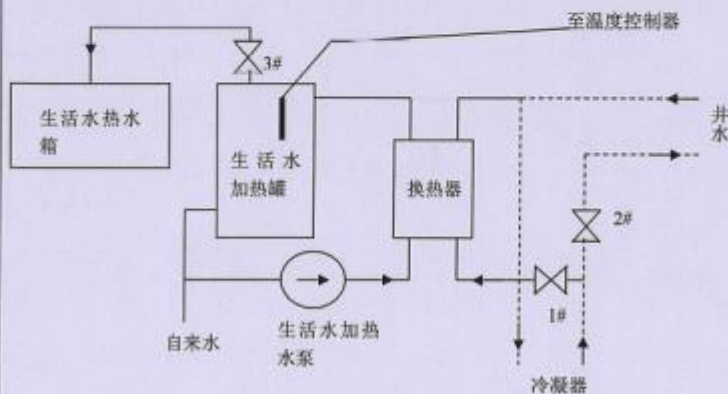 至温度控制器
3#
生活水热水
箱
生活水
加热罐
换热器
井
水
2#
1#
自来水
生活水加热
水泵
冷凝器